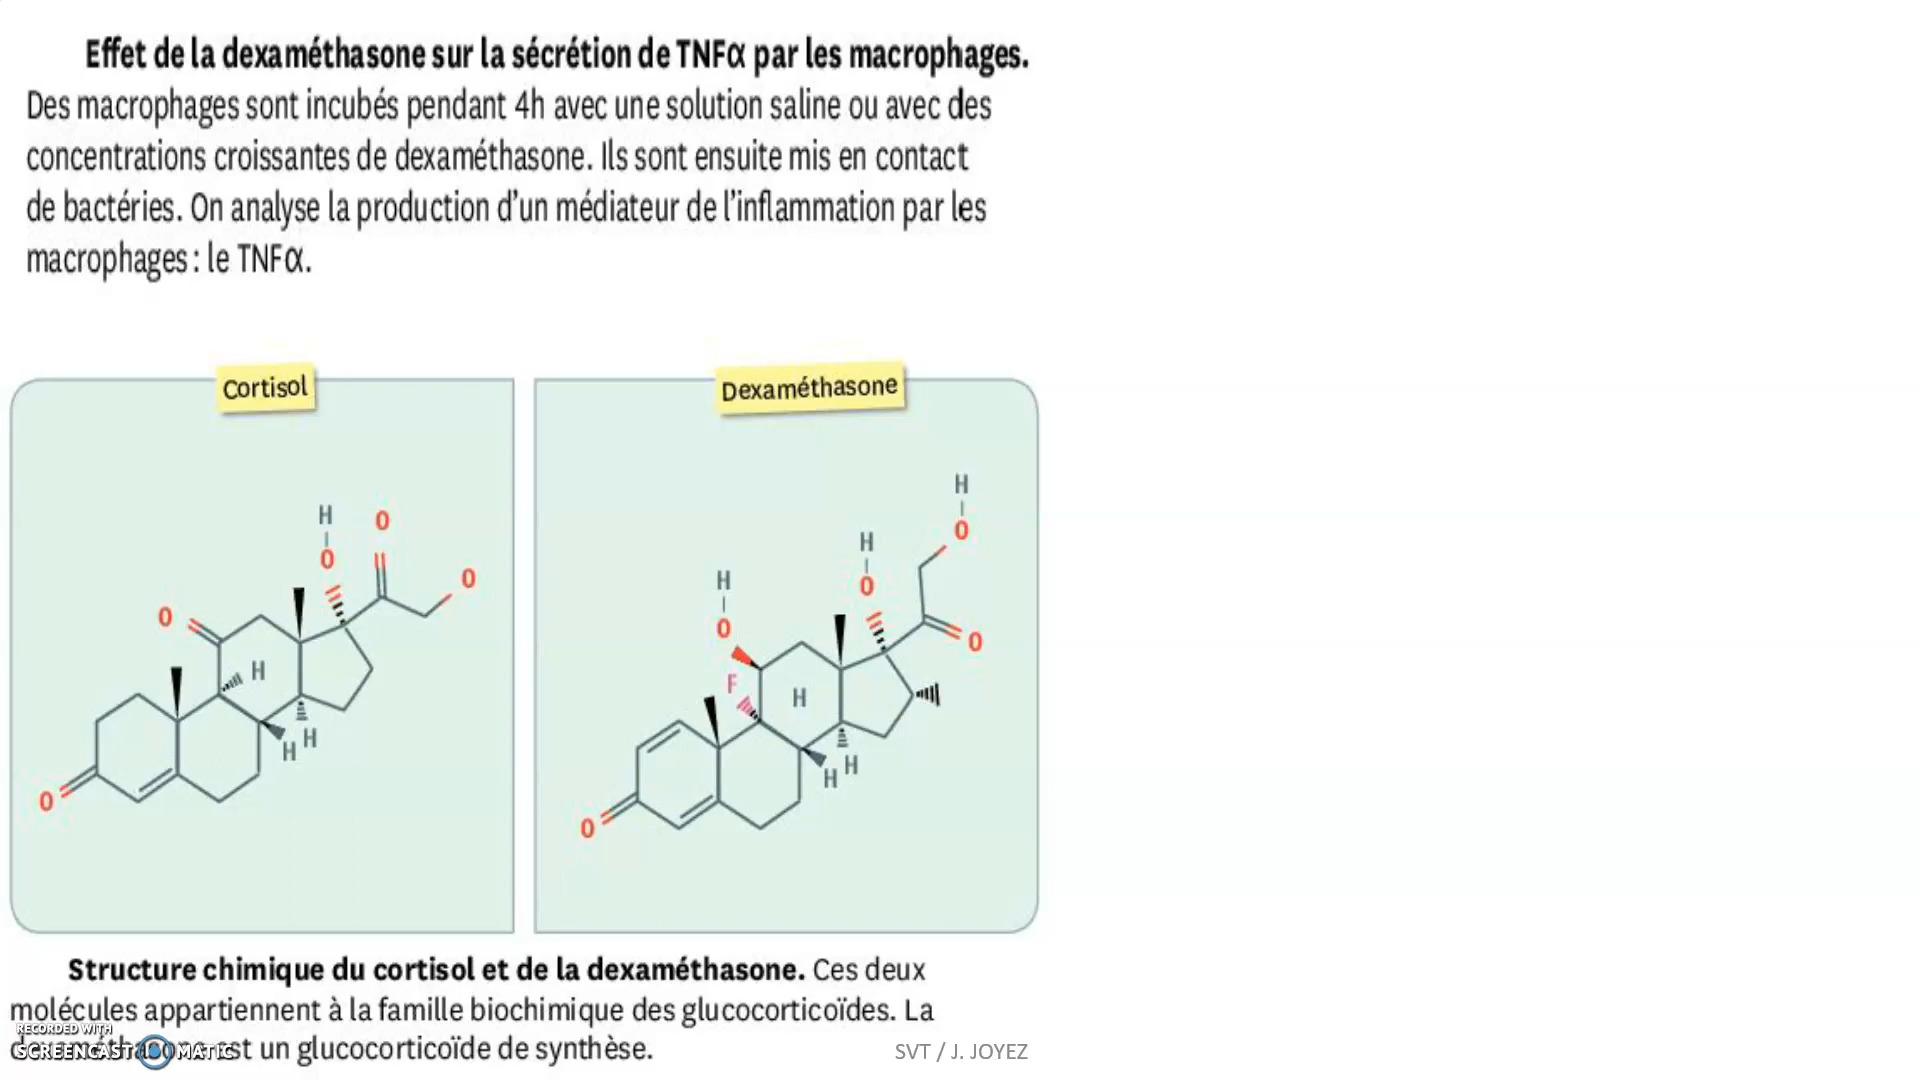 Effet de la dexaméthasone sur la sécrétion de TNFα par les macrophages.
Des macrophages sont incubés pendant 4h avec une solution saline ou avec des
concentrations croissantes de dexaméthasone. Ils sont ensuite mis en contact
de bactéries. On analyse la production d'un médiateur de l'inflammation par les
macrophages : le TNFα.
Cortisol
Dexaméthasone
H
O
O
O
O
H
H
H
O
H
O
H
O
H
O
O
F
H
H
H
O
Structure chimique du cortisol et de la dexaméthasone. Ces deux
molécules appartiennent à la famille biochimique des glucocorticoïdes. La
est un glucocorticoïde de synthèse.
RECORDED WITH
SCREENCAST MATIC
SVT / J. JOYEZ